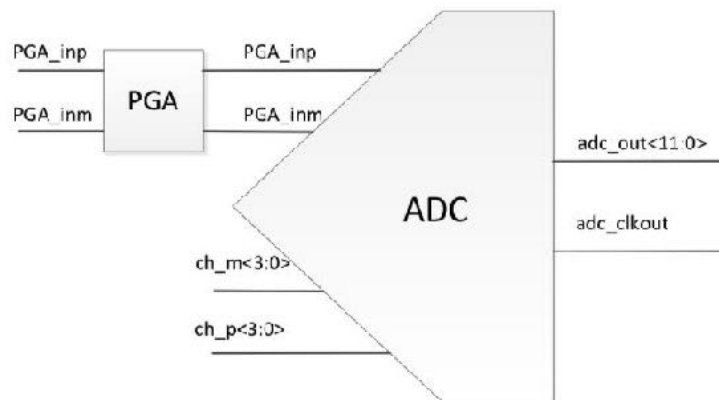 PGA_inp
PGA_inp
PGA
PGA_inm
PGA_inm
adc_out<11:0>
ADC
adc_clkout
ch_m<3:0>
ch_p<3:0>